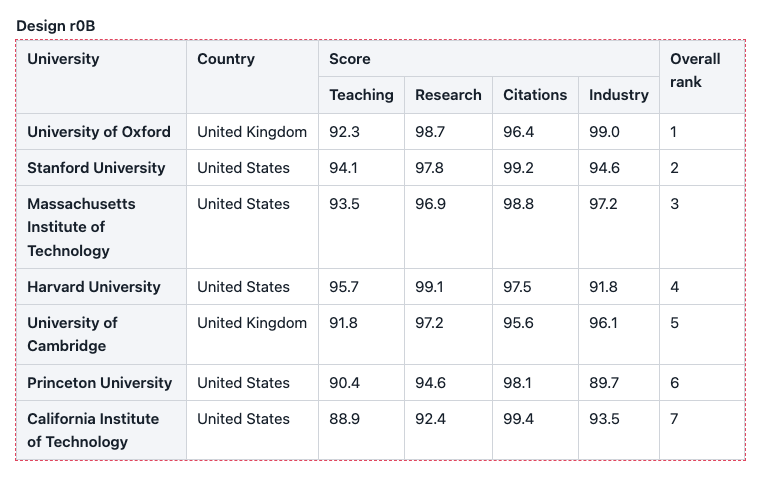 Design r0B
University Country Score Overall rank
Teaching Research Citations Industry
University of Oxford United Kingdom 92.3 98.7 96.4 99.0 1
Stanford University United States 94.1 97.8 99.2 94.6 2
Massachusetts Institute of Technology United States 93.5 96.9 98.8 97.2 3
Harvard University United States 95.7 99.1 97.5 91.8 4
University of Cambridge United Kingdom 91.8 97.2 95.6 96.1 5
Princeton University United States 90.4 94.6 98.1 89.7 6
California Institute of Technology United States 88.9 92.4 99.4 93.5 7